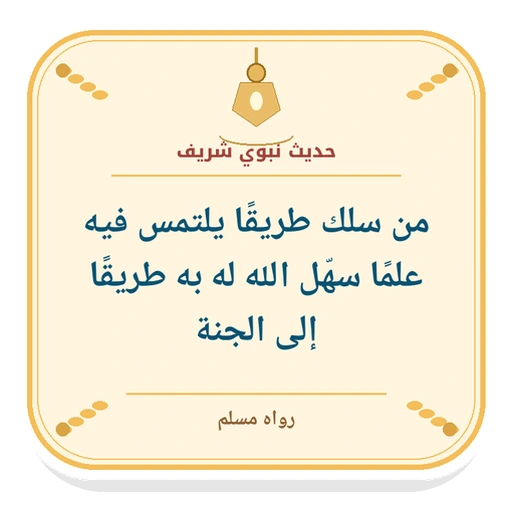 حديث نبوي شريف
من سلك طريقًا يلتمس فيه
علمًا سهّل الله له به طريقًا
إلى الجنة
رواه مسلم